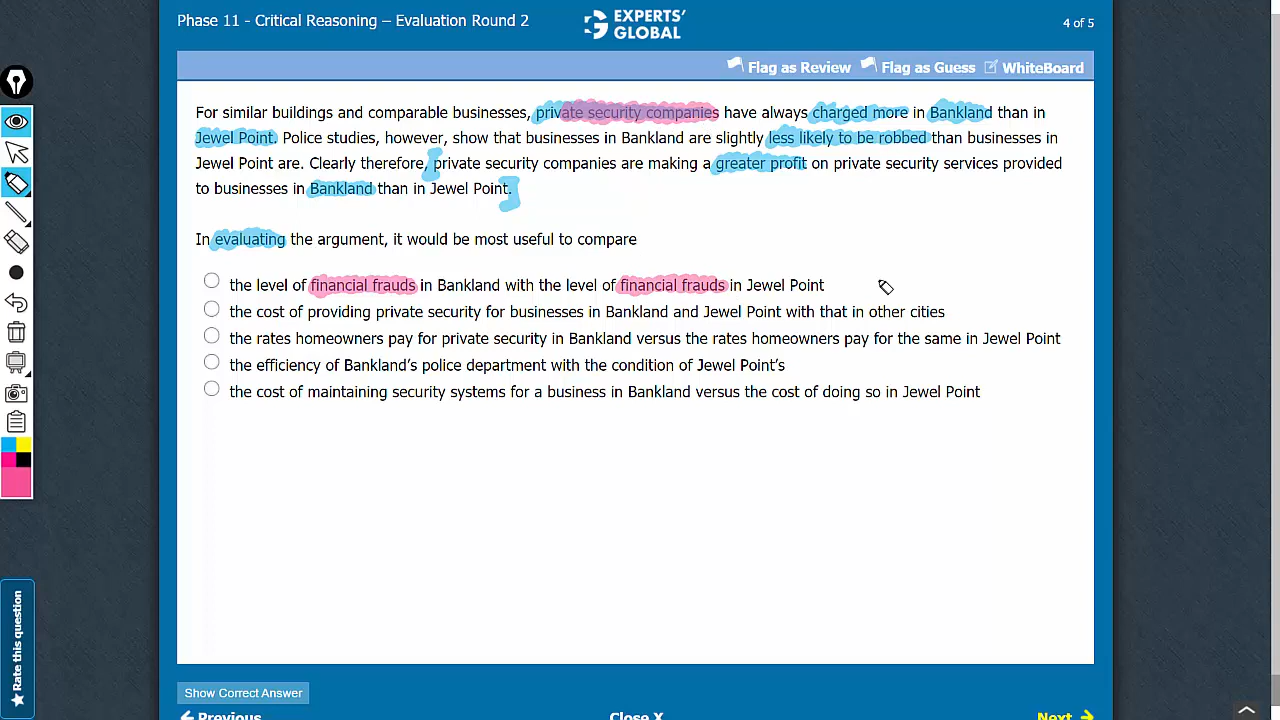 Phase 11 - Critical Reasoning – Evaluation Round 2
EXPERTS’
GLOBAL
4 of 5
Flag as Review
Flag as Guess
WhiteBoard
For similar buildings and comparable businesses, private security companies have always charged more in Bankland than in
Jewel Point. Police studies, however, show that businesses in Bankland are slightly less likely to be robbed than businesses in
Jewel Point are. Clearly therefore, private security companies are making a greater profit on private security services provided
to businesses in Bankland than in Jewel Point.
In evaluating the argument, it would be most useful to compare
the level of financial frauds in Bankland with the level of financial frauds in Jewel Point
the cost of providing private security for businesses in Bankland and Jewel Point with that in other cities
the rates homeowners pay for private security in Bankland versus the rates homeowners pay for the same in Jewel Point
the efficiency of Bankland’s police department with the condition of Jewel Point’s
the cost of maintaining security systems for a business in Bankland versus the cost of doing so in Jewel Point
Rate this question
Show Correct Answer
Previous
Close X
Next